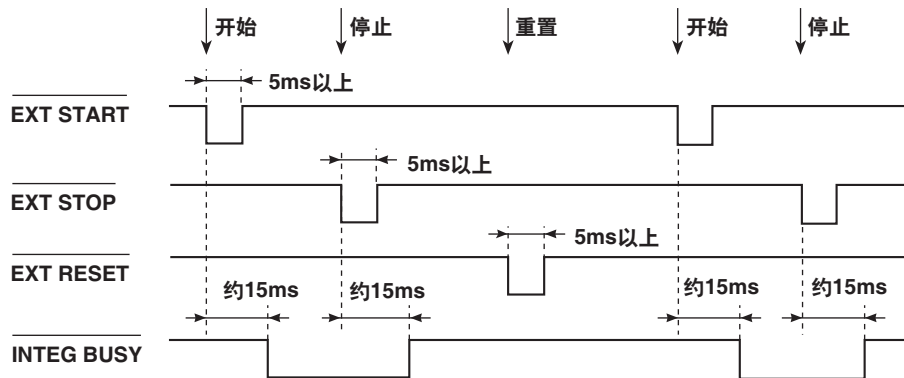 开始 停止 重置 开始 停止
5ms以上
EXT START
5ms以上
EXT STOP
5ms以上
EXT RESET
约15ms 约15ms 约15ms 约15ms
INTEG BUSY